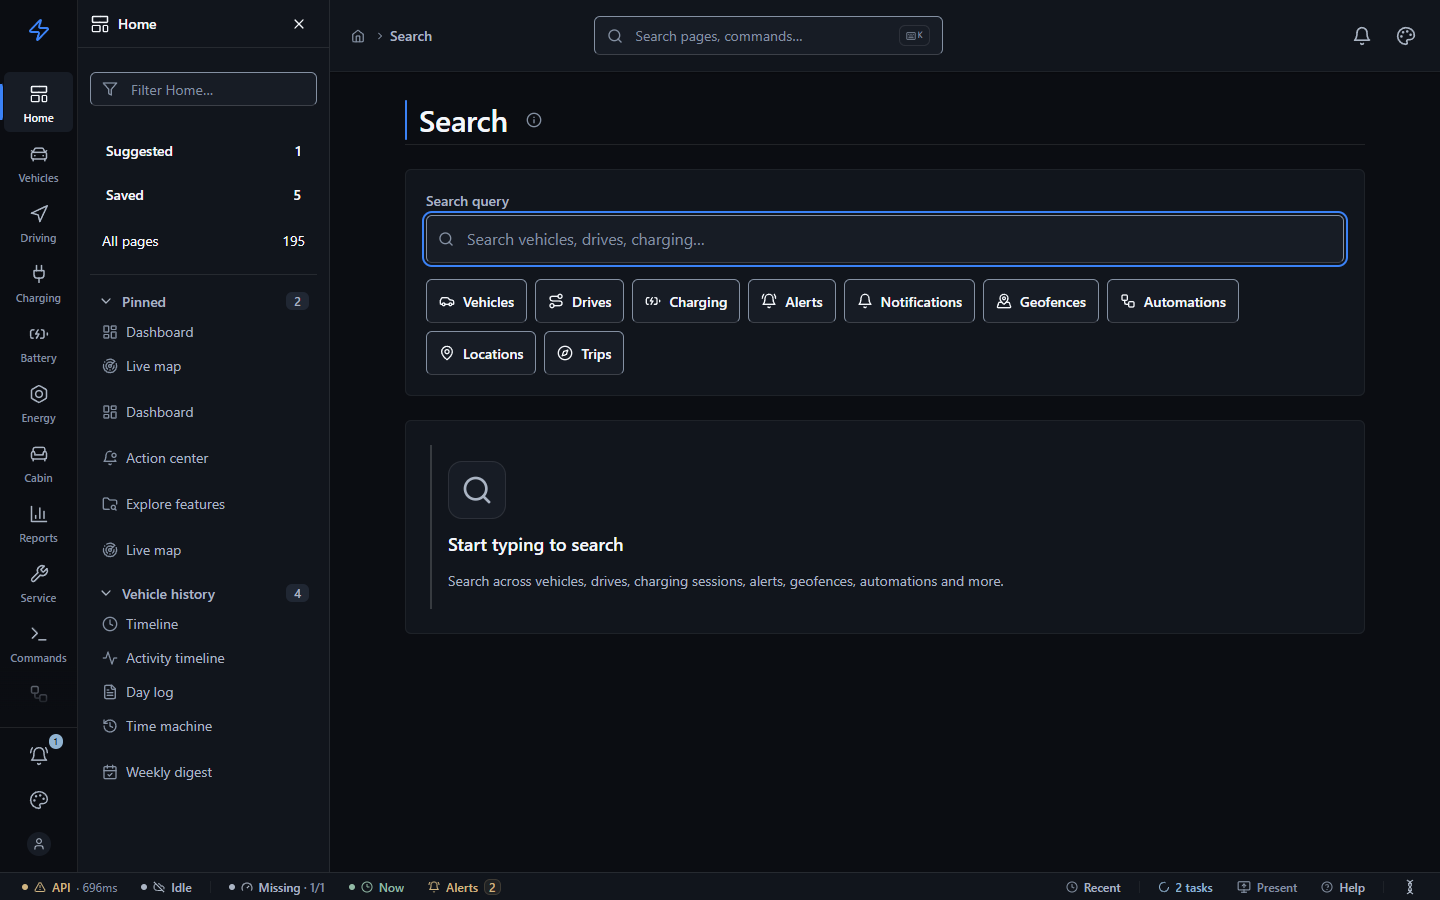 Home
Search
Search pages, commands...
K
Home
Vehicles
Driving
Charging
Battery
Energy
Cabin
Reports
Service
Commands
1
Filter Home...
Suggested 1
Saved 5
All pages 195
Pinned 2
Dashboard
Live map
Dashboard
Action center
Explore features
Live map
Vehicle history 4
Timeline
Activity timeline
Day log
Time machine
Weekly digest
Search
Search query
Search vehicles, drives, charging...
Vehicles Drives Charging Alerts Notifications Geofences Automations
Locations Trips
Start typing to search
Search across vehicles, drives, charging sessions, alerts, geofences, automations and more.
API · 696ms Idle Missing · 1/1 Now Alerts 2 Recent 2 tasks Present Help